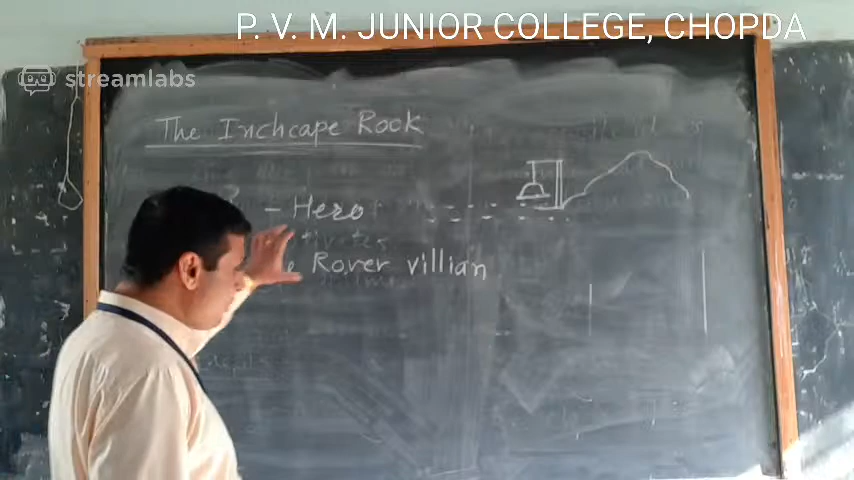 P. V. M. JUNIOR COLLEGE, CHOPDA
streamlabs
The Inchcape Rock
- Hero
Rover villian